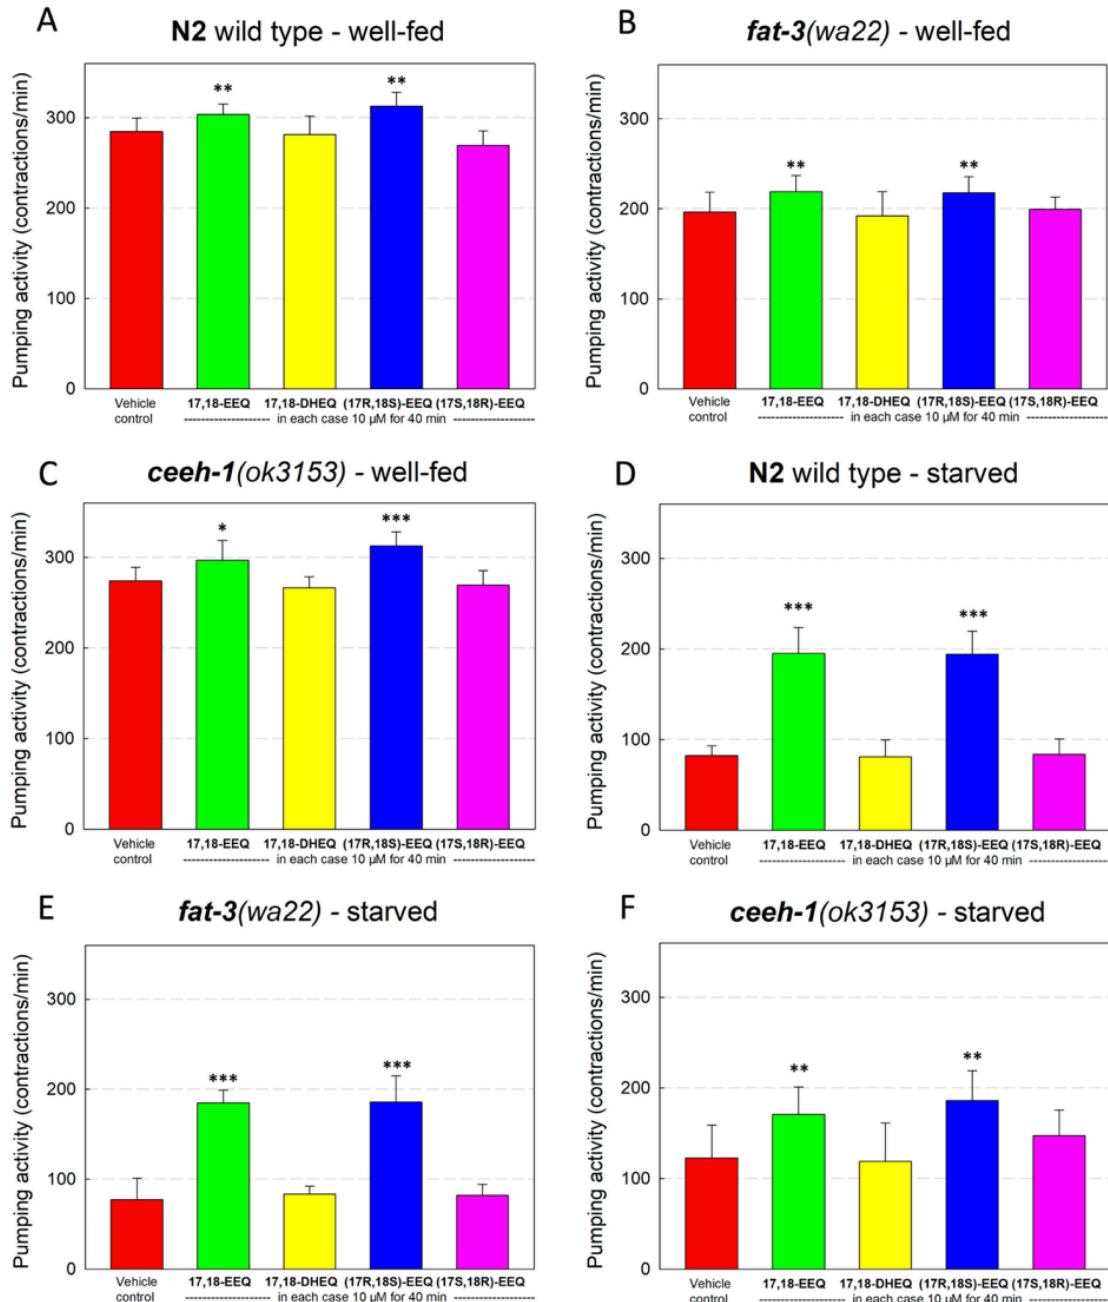 A
N2 wild type - well-fed
Pumping activity (contractions/min)
300
200
100
0
**
**
Vehicle control
17,18-EEQ
17,18-DHEQ
(17R,18S)-EEQ
(17S,18R)-EEQ
in each case 10 µM for 40 min
B
fat-3(wa22) - well-fed
Pumping activity (contractions/min)
300
200
100
0
**
**
Vehicle control
17,18-EEQ
17,18-DHEQ
(17R,18S)-EEQ
(17S,18R)-EEQ
in each case 10 µM for 40 min
C
ceeh-1(ok3153) - well-fed
Pumping activity (contractions/min)
300
200
100
0
*
***
Vehicle control
17,18-EEQ
17,18-DHEQ
(17R,18S)-EEQ
(17S,18R)-EEQ
in each case 10 µM for 40 min
D
N2 wild type - starved
Pumping activity (contractions/min)
300
200
100
0
***
***
Vehicle control
17,18-EEQ
17,18-DHEQ
(17R,18S)-EEQ
(17S,18R)-EEQ
in each case 10 µM for 40 min
E
fat-3(wa22) - starved
Pumping activity (contractions/min)
300
200
100
0
***
***
Vehicle control
17,18-EEQ
17,18-DHEQ
(17R,18S)-EEQ
(17S,18R)-EEQ
in each case 10 µM for 40 min
F
ceeh-1(ok3153) - starved
Pumping activity (contractions/min)
300
200
100
0
**
**
Vehicle control
17,18-EEQ
17,18-DHEQ
(17R,18S)-EEQ
(17S,18R)-EEQ
in each case 10 µM for 40 min